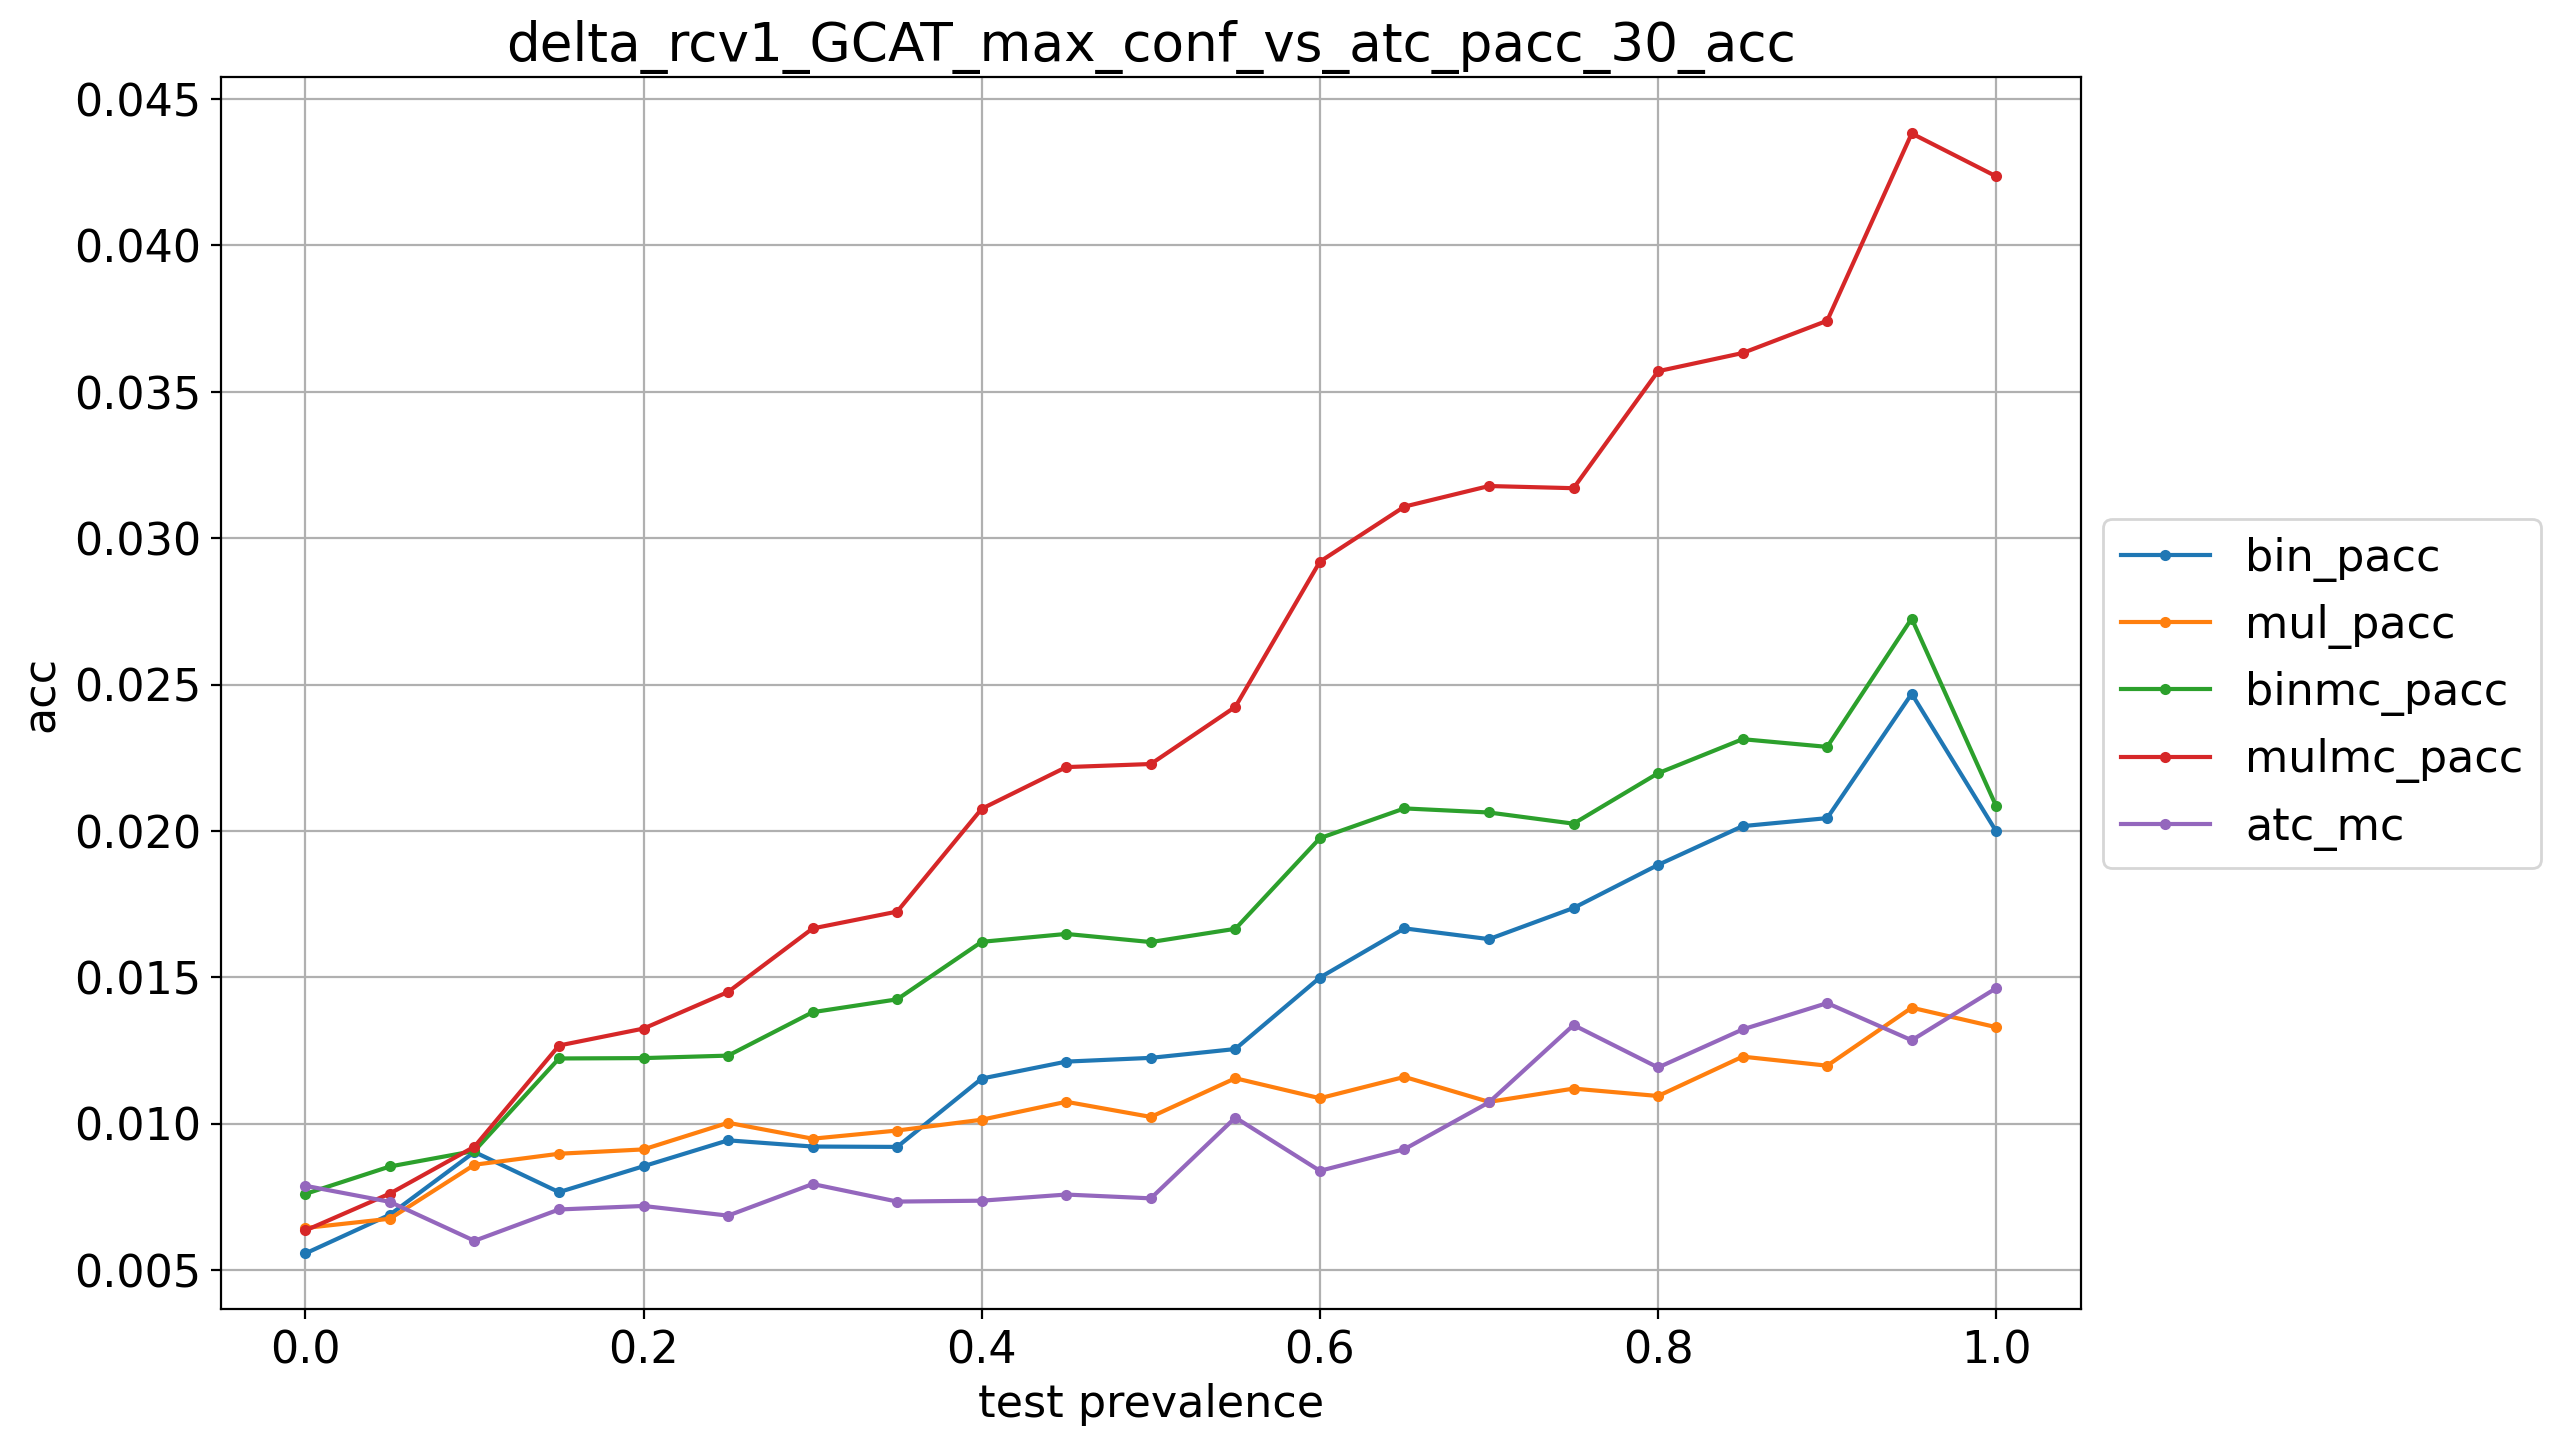 delta_rcv1_GCAT_max_conf_vs_atc_pacc_30_acc
0.045
0.040
0.035
0.030
0.025
0.020
0.015
0.010
0.005
acc
0.0 0.2 0.4 0.6 0.8 1.0
test prevalence
bin_pacc
mul_pacc
binmc_pacc
mulmc_pacc
atc_mc